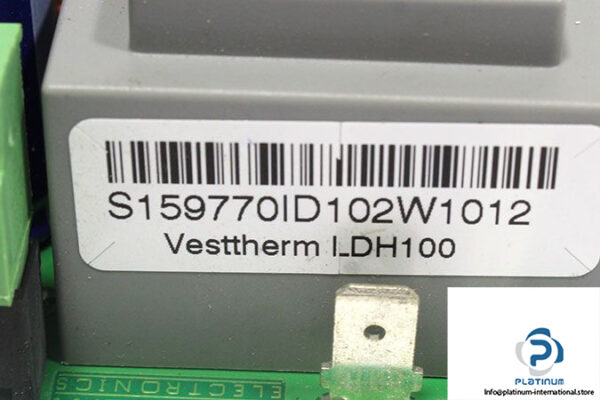 S159770ID102W1012
Vesttherm LDH100
ELECTRONICS
PLATINUM
info@platinum-international.store